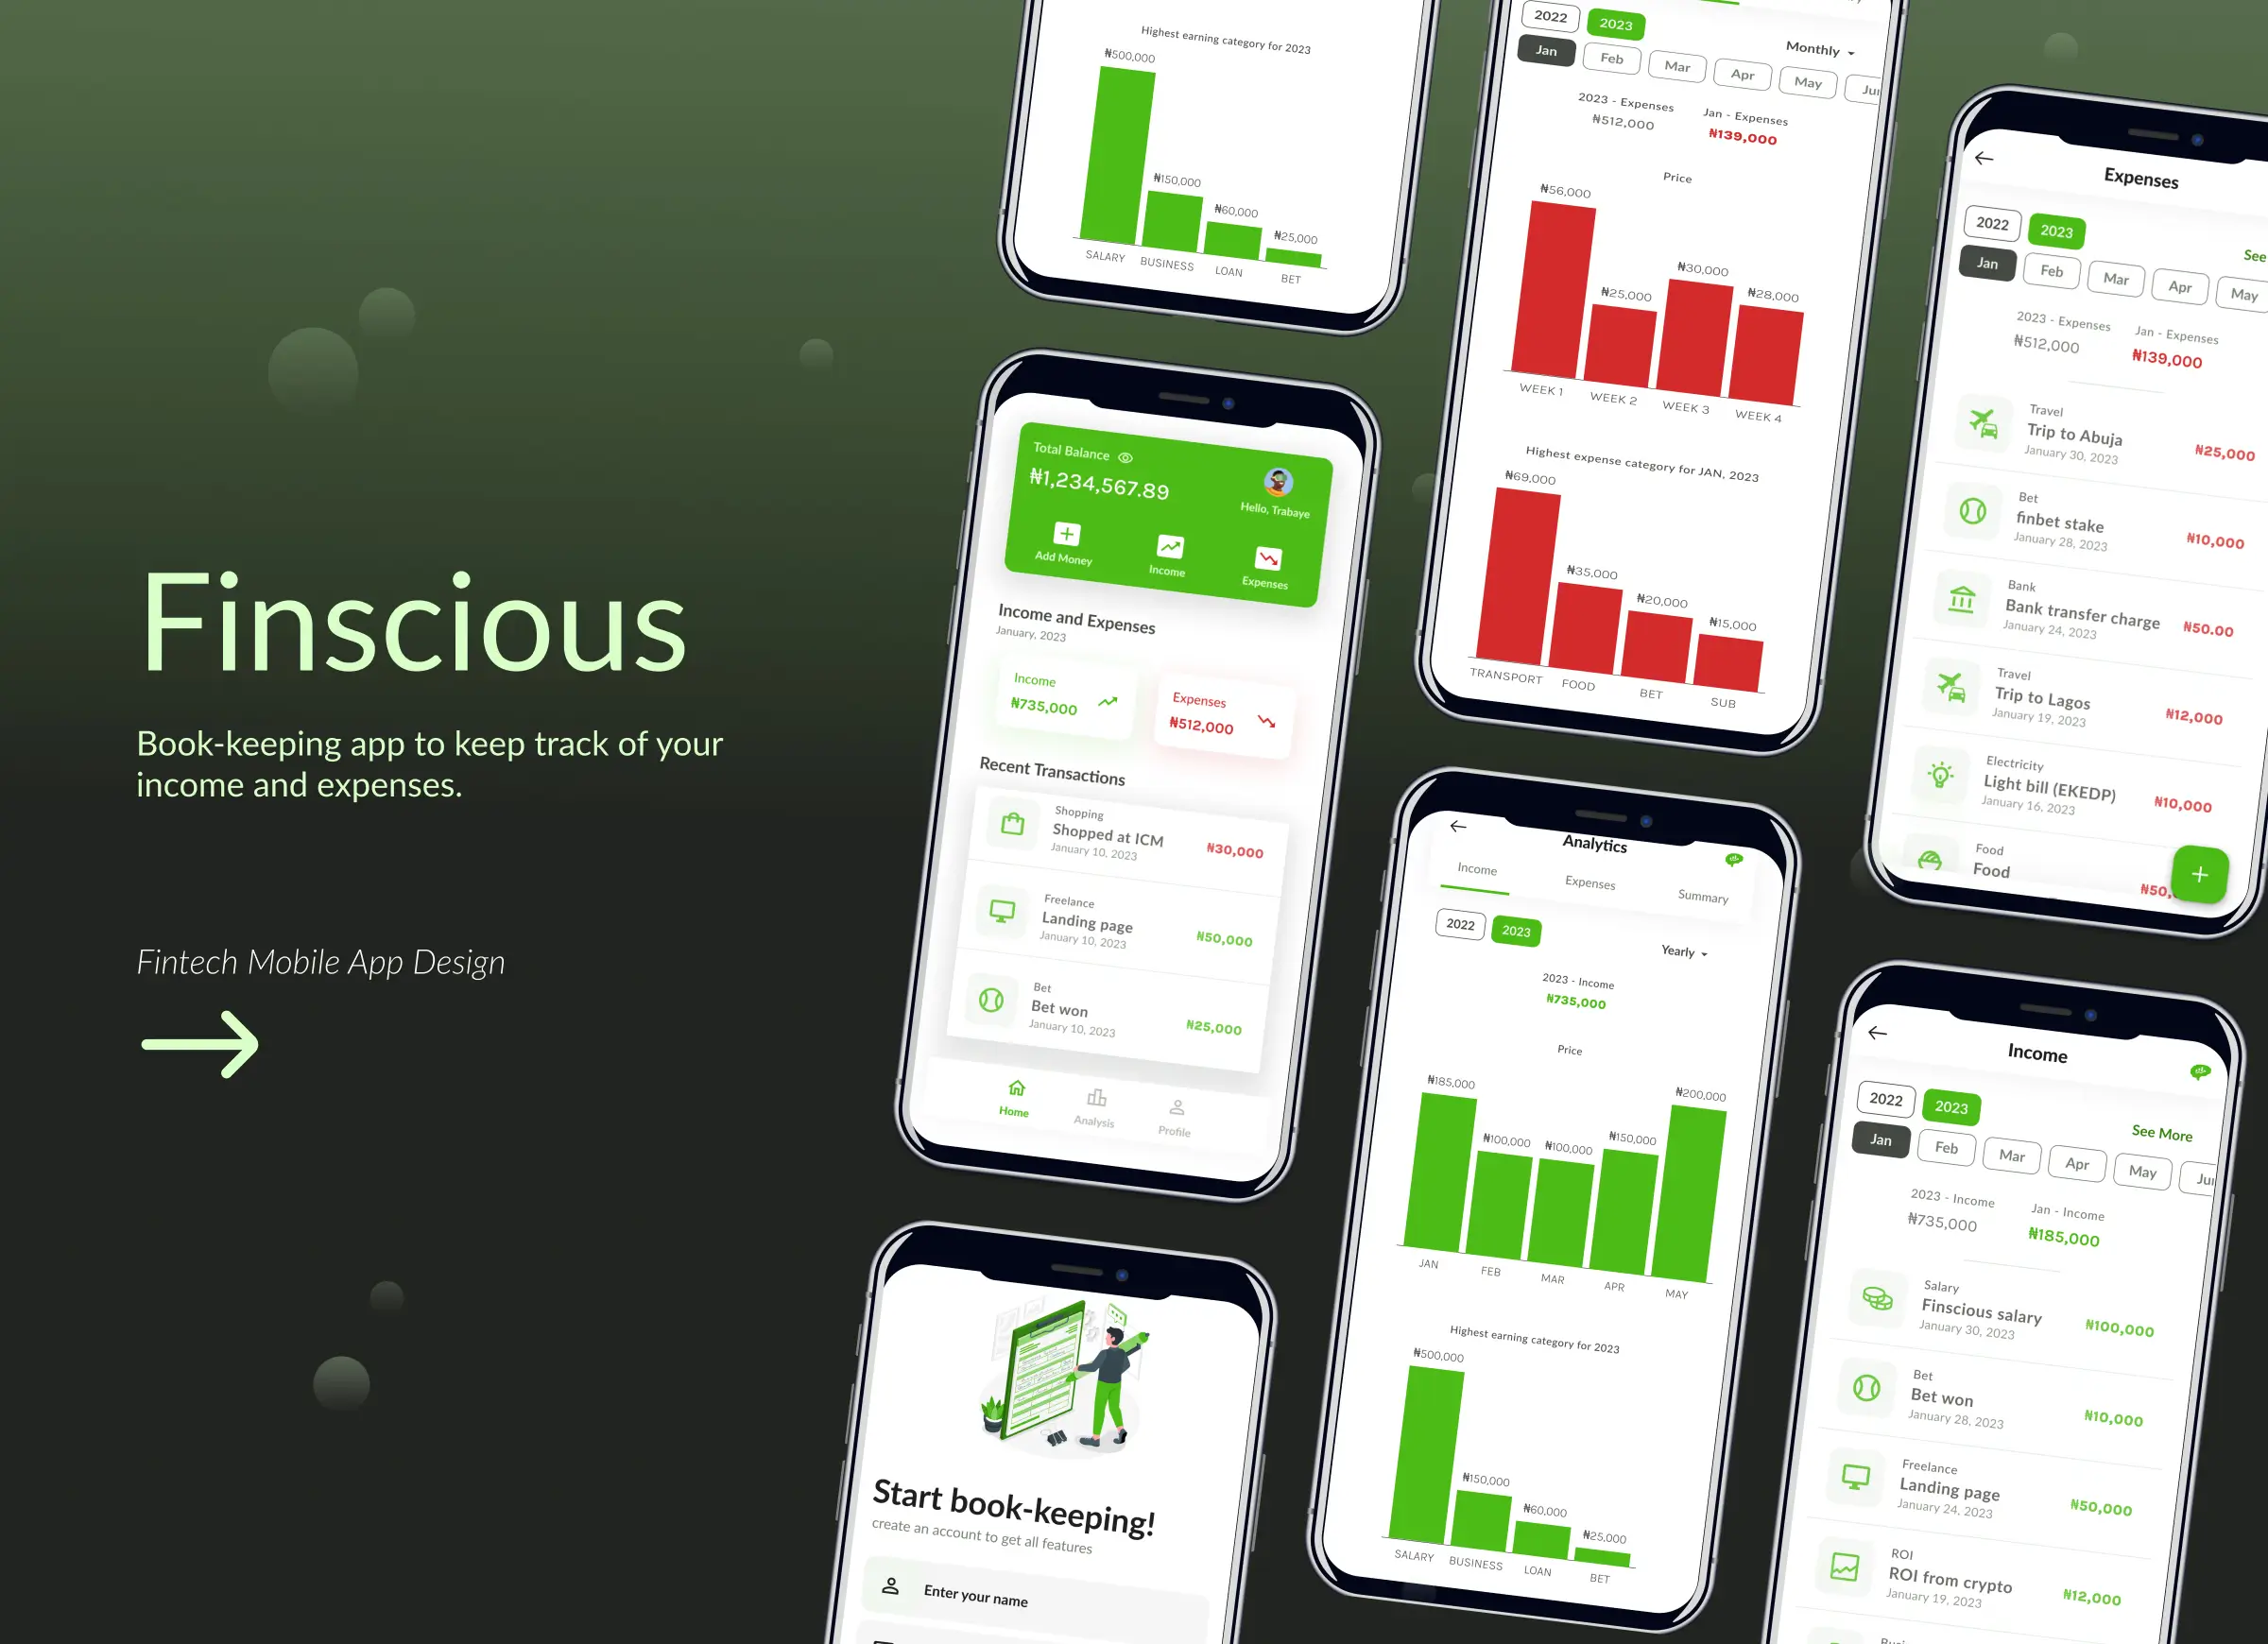 Finscious
Book-keeping app to keep track of your
income and expenses.
Fintech Mobile App Design
Highest earning category for 2023
₦500,000
₦150,000
₦60,000
₦25,000
SALARY BUSINESS LOAN BET
Total Balance
₦1,234,567.89
Hello, Trabaye
Add Money Income Expenses
Income and Expenses
January, 2023
Income
₦735,000
Expenses
₦512,000
Recent Transactions
Shopping
Shopped at ICM
January 10, 2023
₦30,000
Freelance
Landing page
January 10, 2023
₦50,000
Bet
Bet won
January 10, 2023
₦25,000
Home Analysis Profile
Start book-keeping!
create an account to get all features
Enter your name
2022 2023
Monthly
Jan Feb Mar Apr May
2023 - Expenses Jan - Expenses
₦512,000 ₦139,000
Price
₦56,000
₦25,000
₦30,000
₦28,000
WEEK 1 WEEK 2 WEEK 3 WEEK 4
Highest expense category for JAN, 2023
₦69,000
₦35,000
₦20,000
₦15,000
TRANSPORT FOOD BET SUB
Analytics
Income Expenses Summary
2022 2023
Yearly
2023 - Income
₦735,000
Price
₦185,000
₦100,000
₦100,000
₦150,000
₦200,000
JAN FEB MAR APR MAY
Highest earning category for 2023
₦500,000
₦150,000
₦60,000
₦25,000
SALARY BUSINESS LOAN BET
Expenses
2022 2023
See
Jan Feb Mar Apr May
2023 - Expenses Jan - Expenses
₦512,000 ₦139,000
Travel
Trip to Abuja
January 30, 2023
₦25,000
Bet
finbet stake
January 28, 2023
₦10,000
Bank
Bank transfer charge
January 24, 2023
₦50.00
Travel
Trip to Lagos
January 19, 2023
₦12,000
Electricity
Light bill (EKEDP)
January 16, 2023
₦10,000
Food
Food
Income
2022 2023
See More
Jan Feb Mar Apr May
2023 - Income Jan - Income
₦735,000 ₦185,000
Salary
Finscious salary
January 30, 2023
₦100,000
Bet
Bet won
January 28, 2023
₦10,000
Freelance
Landing page
January 24, 2023
₦50,000
ROI
ROI from crypto
January 19, 2023
₦12,000